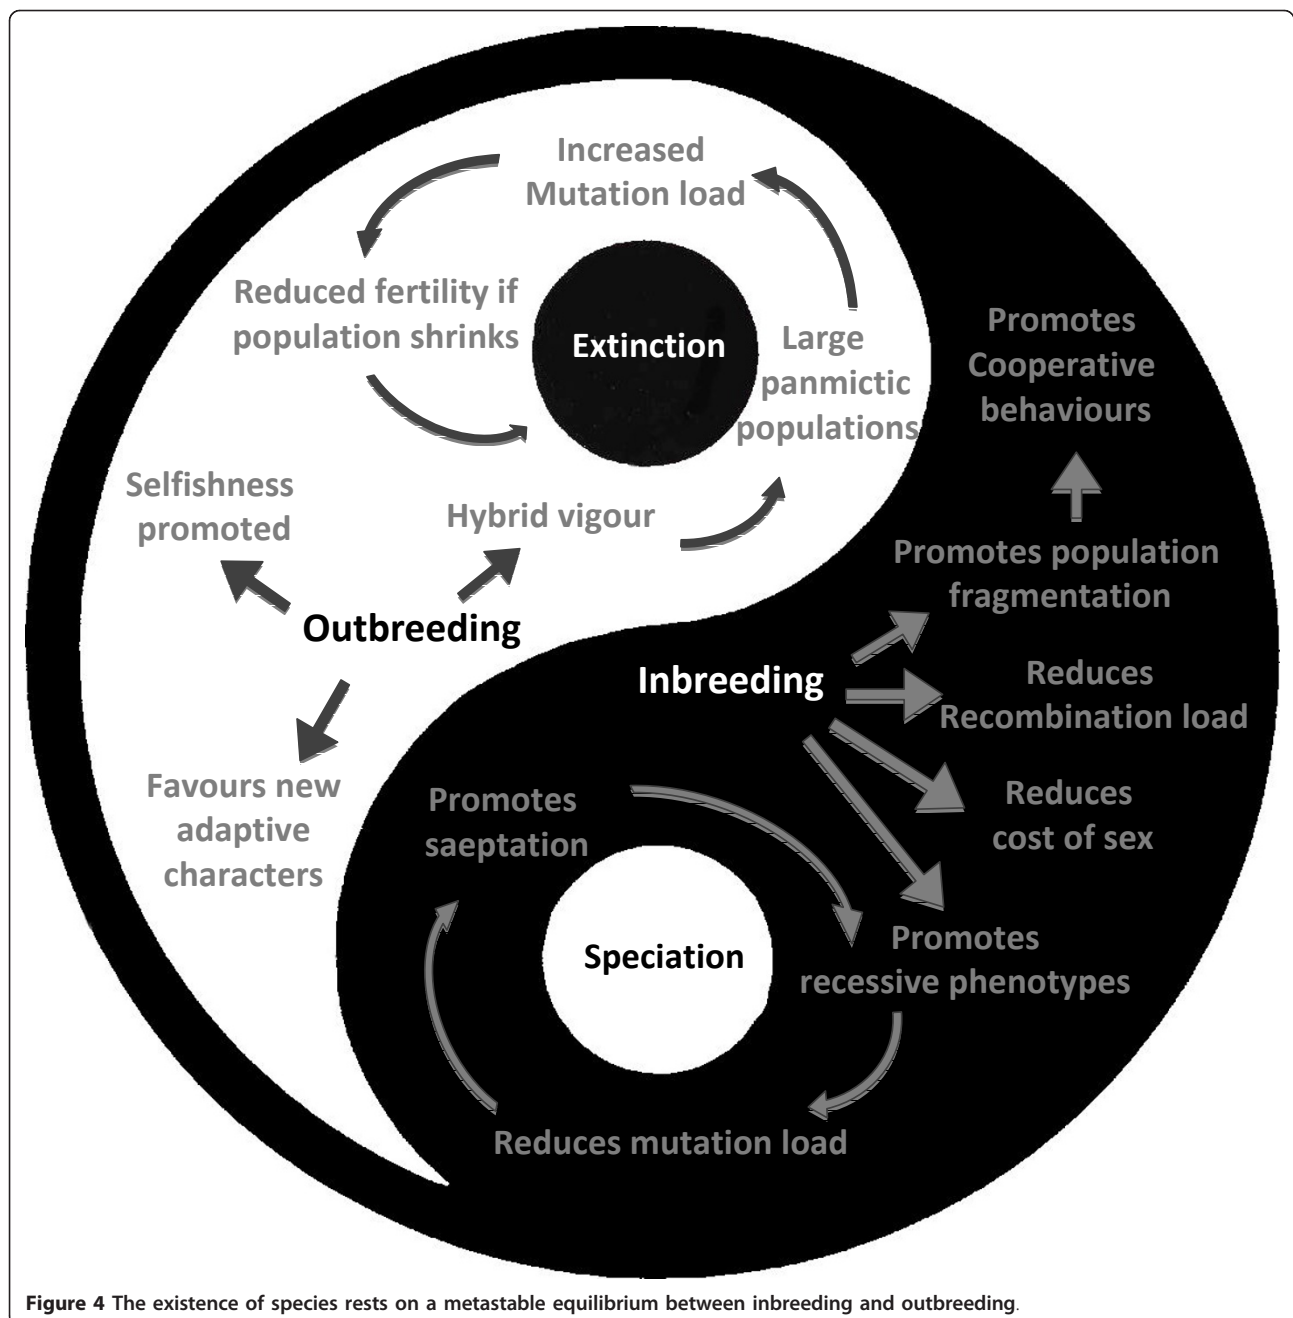 Increased
Mutation load
Reduced fertility if
population shrinks
Extinction
Large
panmictic
populations
Promotes
Cooperative
behaviours
Selfishness
promoted
Hybrid vigour
Promotes population
fragmentation
Outbreeding
Inbreeding
Reduces
Recombination load
Favours new
adaptive
characters
Promotes
saeptation
Reduces
cost of sex
Speciation
Promotes
recessive phenotypes
Reduces mutation load
Figure 4 The existence of species rests on a metastable equilibrium between inbreeding and outbreeding.